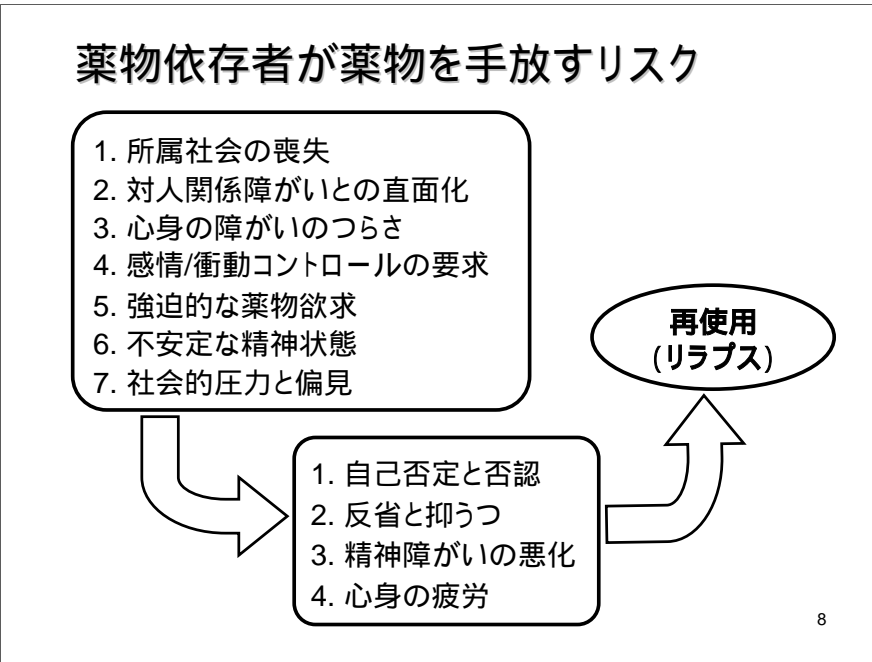 薬物依存者が薬物を手放すリスク
1. 所属社会の喪失
2. 対人関係障がいとの直面化
3. 心身の障がいのつらさ
4. 感情/衝動コントロールの要求
5. 強迫的な薬物欲求
6. 不安定な精神状態
7. 社会的圧力と偏見
再使用
(リラプス)
1. 自己否定と否認
2. 反省と抑うつ
3. 精神障がいの悪化
4. 心身の疲労
8